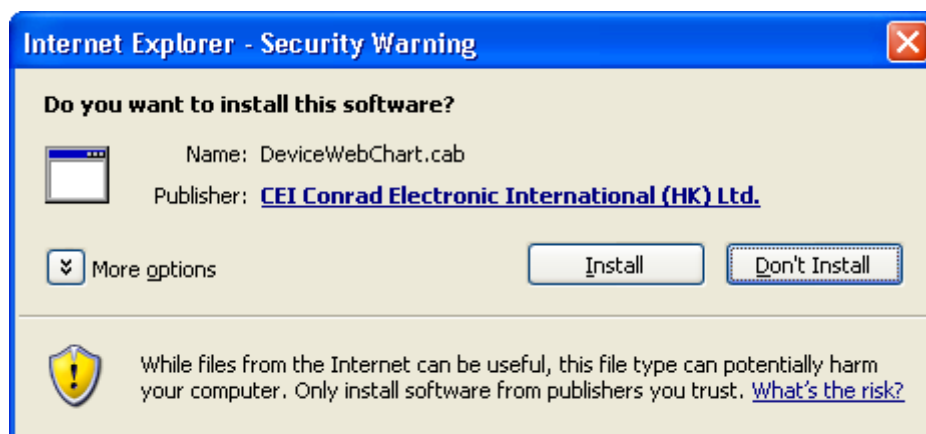 Internet Explorer - Security Warning
Do you want to install this software?
Name: DeviceWebChart.cab
Publisher: CEI Conrad Electronic International (HK) Ltd.
More options
Install
Don't Install
While files from the Internet can be useful, this file type can potentially harm
your computer. Only install software from publishers you trust. What's the risk?